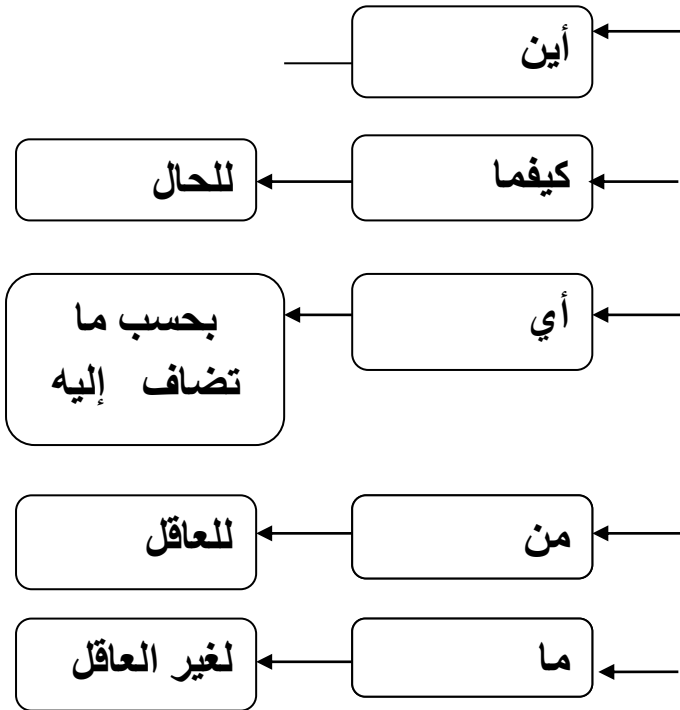 أين
كيفما
للحال
أي
بحسب ما
تضاف إليه
من
للعاقل
ما
لغير العاقل